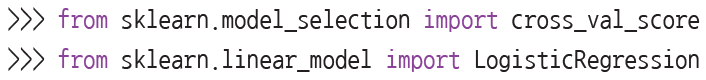 >>> from sklearn.model_selection import cross_val_score
>>> from sklearn.linear_model import LogisticRegression